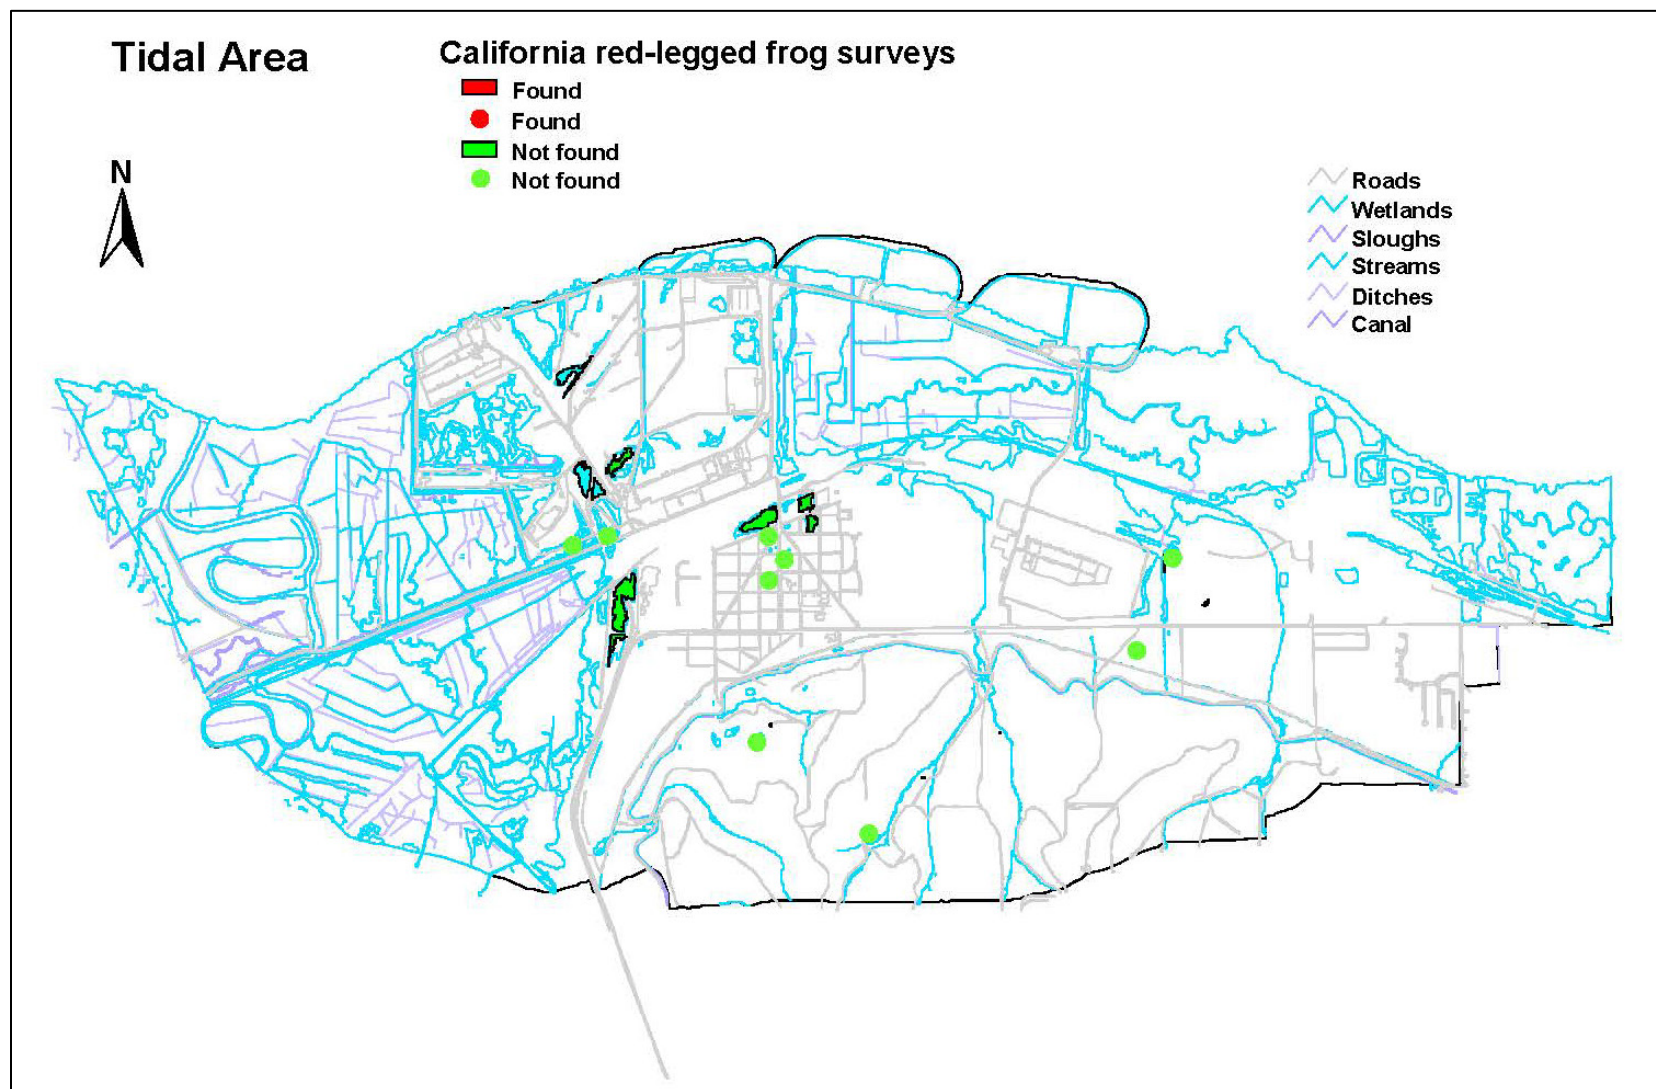 Tidal Area
California red-legged frog surveys
Found
Found
Not found
Not found
N
Roads
Wetlands
Sloughs
Streams
Ditches
Canal